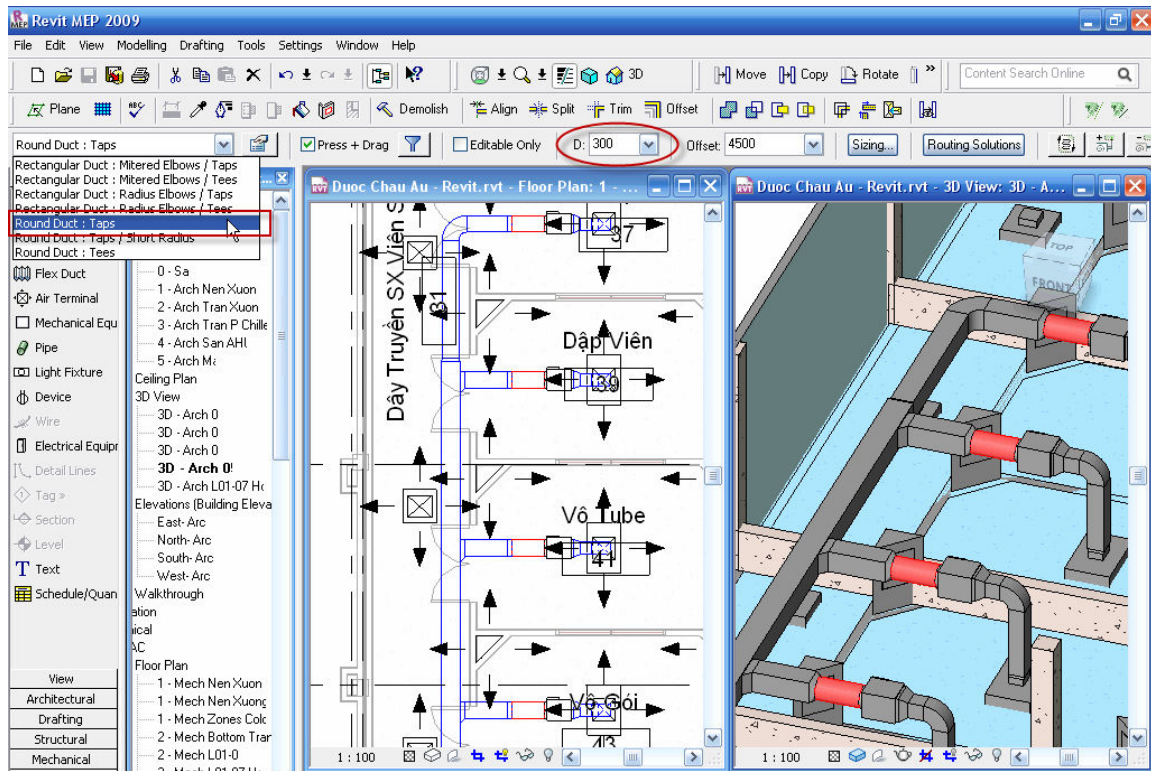 Revit MEP 2009
File Edit View Modelling Drafting Tools Settings Window Help
3D Move Copy Rotate » Content Search Online
Plane Demolish Align Split Trim Offset
Round Duct : Taps Press + Drag Editable Only D: 300 Offset: 4500 Sizing... Routing Solutions
Rectangular Duct : Mitered Elbows / Taps
Rectangular Duct : Mitered Elbows / Tees
Rectangular Duct : Radius Elbows / Taps
Rectangular Duct : Radius Elbows / Tees
Round Duct : Taps
Round Duct : Taps / Short Radius
Round Duct : Tees
Flex Duct
Air Terminal
Mechanical Equ
Pipe
Light Fixture
Device
Wire
Electrical Equipr
Detail Lines
Tag »
Section
Level
Text
Schedule/Quan
View
Architectural
Drafting
Structural
Mechanical
0 - Sa
1 - Arch Nen Xuon
2 - Arch Tran Xuon
3 - Arch Tran P Chille
4 - Arch San AHU
5 - Arch Ma
Ceiling Plan
3D View
3D - Arch 0
3D - Arch 0
3D - Arch 0
3D - Arch 0!
3D - Arch L01-07 Ho
Elevations (Building Eleva
East- Arc
North- Arc
South- Arc
West- Arc
Walkthrough
ation
ical
AC
Floor Plan
1 - Mech Nen Xuon
1 - Mech Nen Xuong
1 - Mech Zones Colo
2 - Mech Bottom Tran
2 - Mech L01-0
Duoc Chau Au - Revit.rvt - Floor Plan: 1 - ...
Dây Truyền SX Viên
31
37
Dập Viên
39
Vô Tube
41
Vô Gói
43
1 : 100
Duoc Chau Au - Revit.rvt - 3D View: 3D - A...
TOP
FRONT
1 : 100